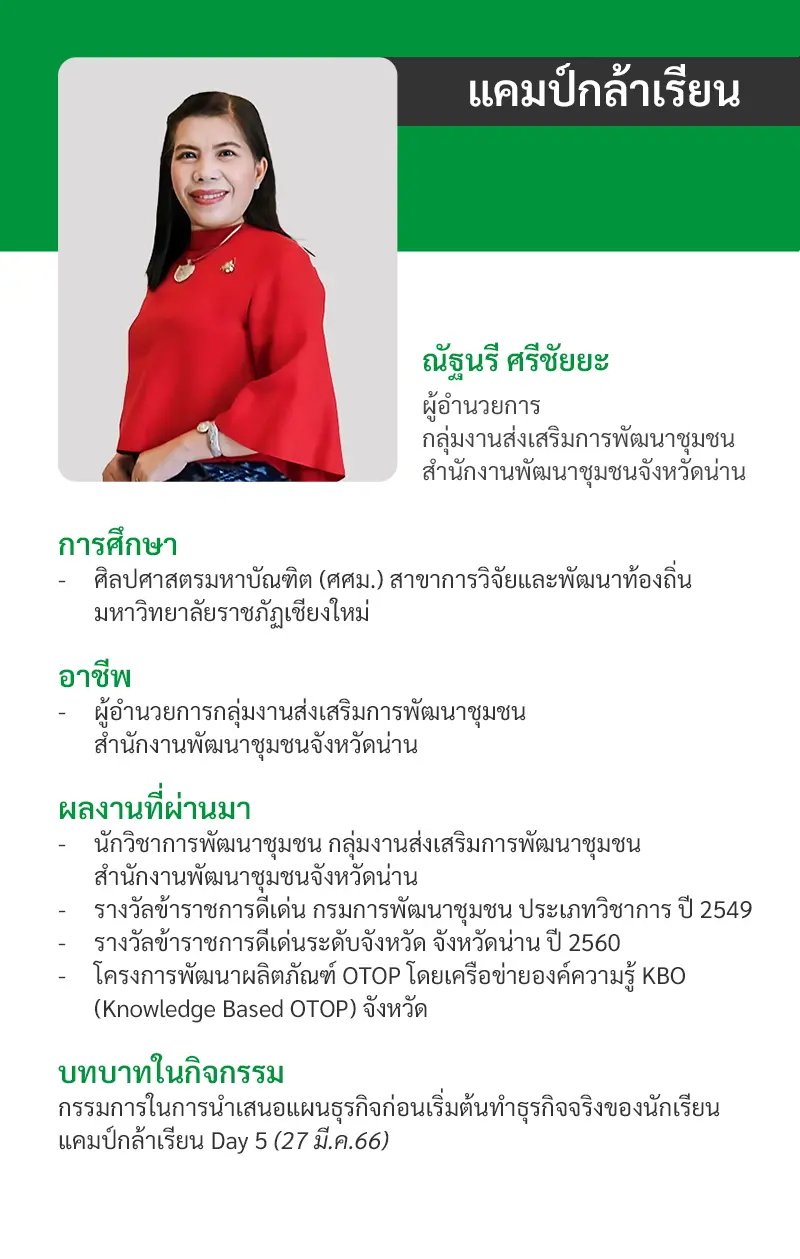 แคมป์กล้าเรียน
ณัฐนรี ศรีชัยยะ
ผู้อำนวยการ
กลุ่มงานส่งเสริมการพัฒนาชุมชน
สำนักงานพัฒนาชุมชนจังหวัดน่าน
การศึกษา
- ศิลปศาสตรมหาบัณฑิต (ศศม.) สาขาการวิจัยและพัฒนาท้องถิ่น
มหาวิทยาลัยราชภัฏเชียงใหม่
อาชีพ
- ผู้อำนวยการกลุ่มงานส่งเสริมการพัฒนาชุมชน
สำนักงานพัฒนาชุมชนจังหวัดน่าน
ผลงานที่ผ่านมา
- นักวิชาการพัฒนาชุมชน กลุ่มงานส่งเสริมการพัฒนาชุมชน
สำนักงานพัฒนาชุมชนจังหวัดน่าน
- รางวัลข้าราชการดีเด่น กรมการพัฒนาชุมชน ประเภทวิชาการ ปี 2549
- รางวัลข้าราชการดีเด่นระดับจังหวัด จังหวัดน่าน ปี 2560
- โครงการพัฒนาผลิตภัณฑ์ OTOP โดยเครือข่ายองค์ความรู้ KBO
(Knowledge Based OTOP) จังหวัด
บทบาทในกิจกรรม
กรรมการในการนำเสนอแผนธุรกิจก่อนเริ่มต้นทำธุรกิจจริงของนักเรียน
แคมป์กล้าเรียน Day 5 (27 มี.ค.66)